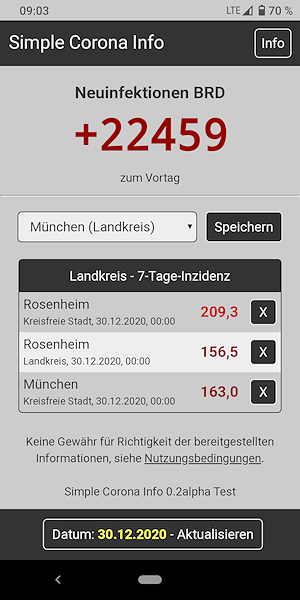 09:03 LTE 70 %
Simple Corona Info Info
Neuinfektionen BRD
+22459
zum Vortag
München (Landkreis) Speichern
Landkreis - 7-Tage-Inzidenz
Rosenheim
Kreisfreie Stadt, 30.12.2020, 00:00 209,3 X
Rosenheim
Landkreis, 30.12.2020, 00:00 156,5 X
München
Kreisfreie Stadt, 30.12.2020, 00:00 163,0 X
Keine Gewähr für Richtigkeit der bereitgestellten
Informationen, siehe Nutzungsbedingungen.
Simple Corona Info 0.2alpha Test
Datum: 30.12.2020 - Aktualisieren